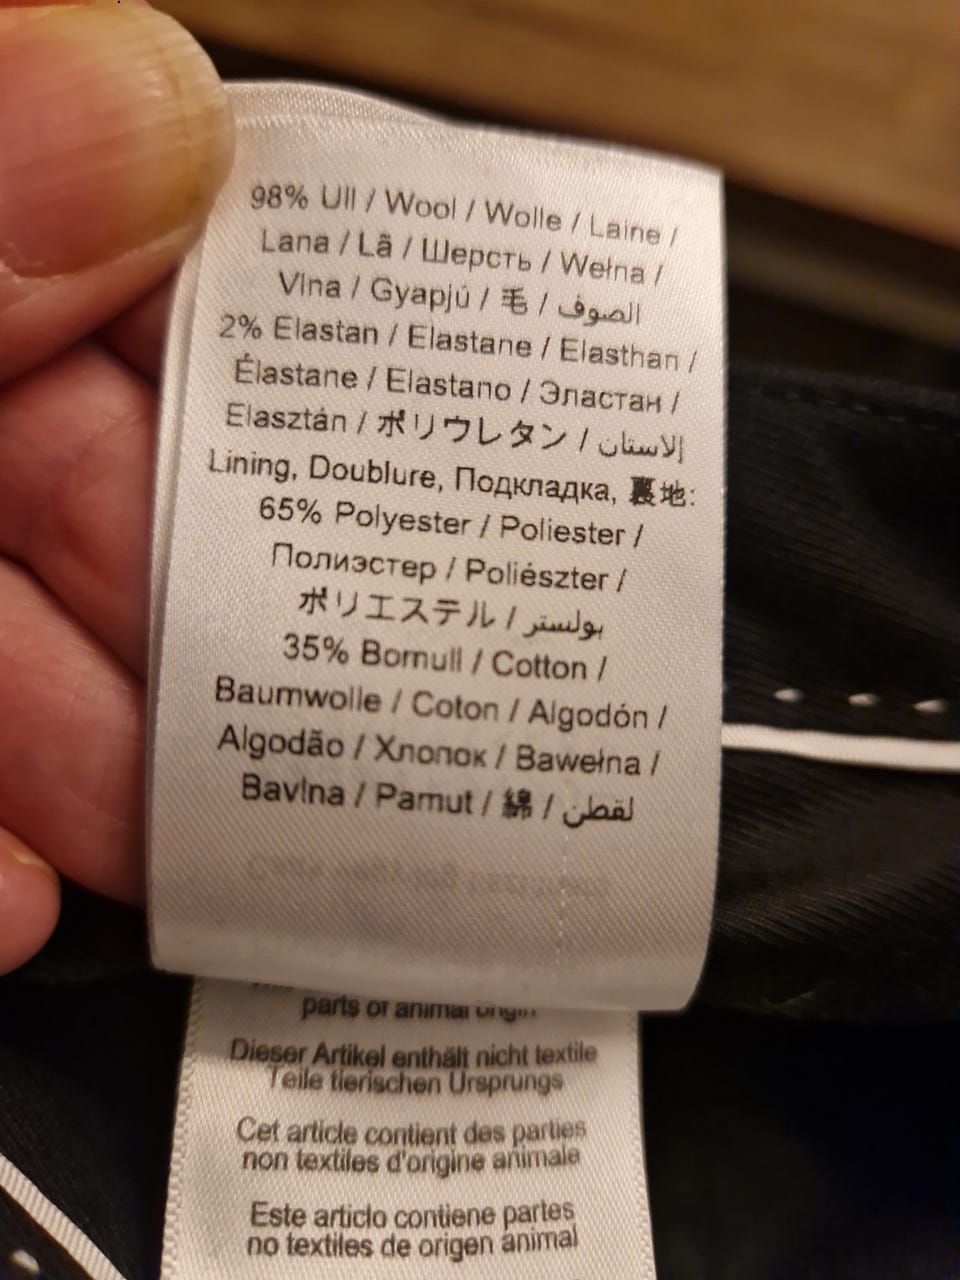 98% Ull / Wool / Wolle / Laine /
Lana / Lã / Шерсть / Wełna /
Vlna / Gyapjú / 毛 / الصوف
2% Elastan / Elastane / Elasthan /
Élastane / Elastano / Эластан /
Elasztán / ポリウレタン / إلاستان
Lining, Doublure, Подкладка, 裏地:
65% Polyester / Poliester /
Полиэстер / Poliészter /
ポリエステル / بولستر
35% Bomull / Cotton /
Baumwolle / Coton / Algodón /
Algodão / Хлопок / Bawełna /
Bavlna / Pamut / 綿 / لقطن
parts of animal origin
Dieser Artikel enthält nicht textile
Teile tierischen Ursprungs
Cet article contient des parties
non textiles d'origine animale
Este articlo contiene partes
no textiles de origen animal